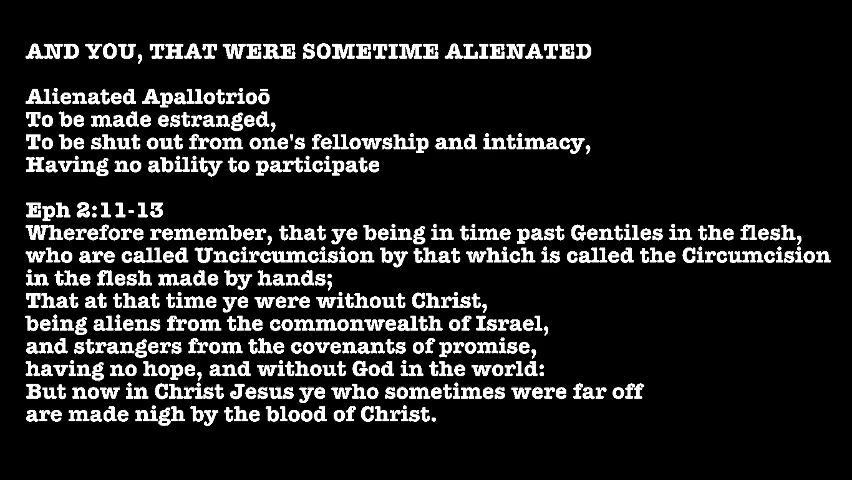 AND YOU, THAT WERE SOMETIME ALIENATED
Alienated Apallotrioō
To be made estranged,
To be shut out from one's fellowship and intimacy,
Having no ability to participate
Eph 2:11-13
Wherefore remember, that ye being in time past Gentiles in the flesh,
who are called Uncircumcision by that which is called the Circumcision
in the flesh made by hands;
That at that time ye were without Christ,
being aliens from the commonwealth of Israel,
and strangers from the covenants of promise,
having no hope, and without God in the world:
But now in Christ Jesus ye who sometimes were far off
are made nigh by the blood of Christ.